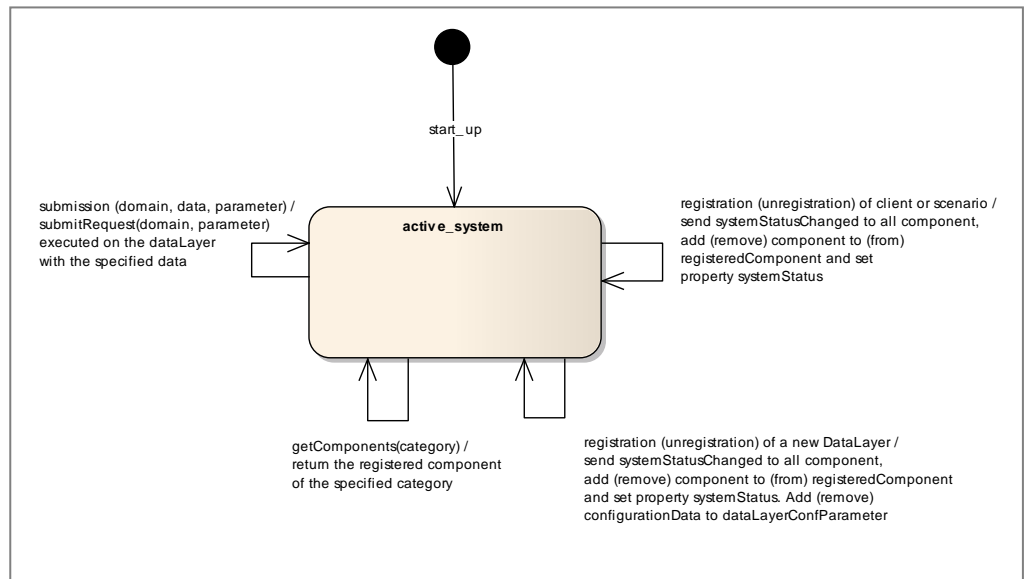 start_up
submission (domain, data, parameter) /
submitRequest(domain, parameter)
executed on the dataLayer
with the specified data
active_system
registration (unregistration) of client or scenario /
send systemStatusChanged to all component,
add (remove) component to (from)
registeredComponent and set
property systemStatus
getComponents(category) /
return the registered component
of the specified category
registration (unregistration) of a new DataLayer /
send systemStatusChanged to all component,
add (remove) component to (from) registeredComponent
and set property systemStatus. Add (remove)
configurationData to dataLayerConfParameter